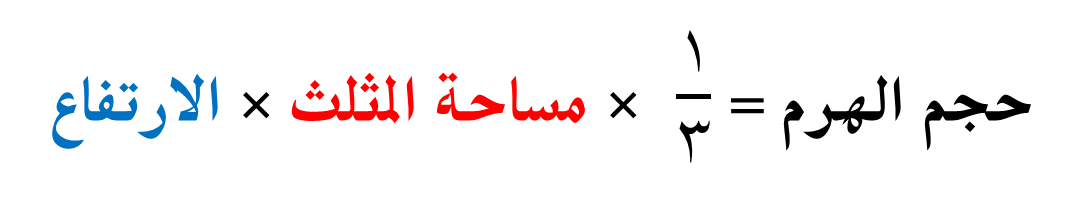 حجم الهرم = ١/٣ × مساحة المثلث × الارتفاع